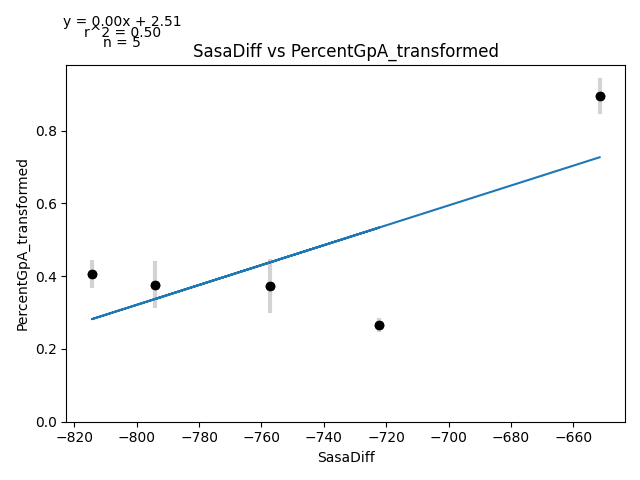 y = 0.00x + 2.51
r^2 = 0.50
n = 5
SasaDiff vs PercentGpA_transformed
PercentGpA_transformed
0.8
0.6
0.4
0.2
0.0
−820 −800 −780 −760 −740 −720 −700 −680 −660
SasaDiff